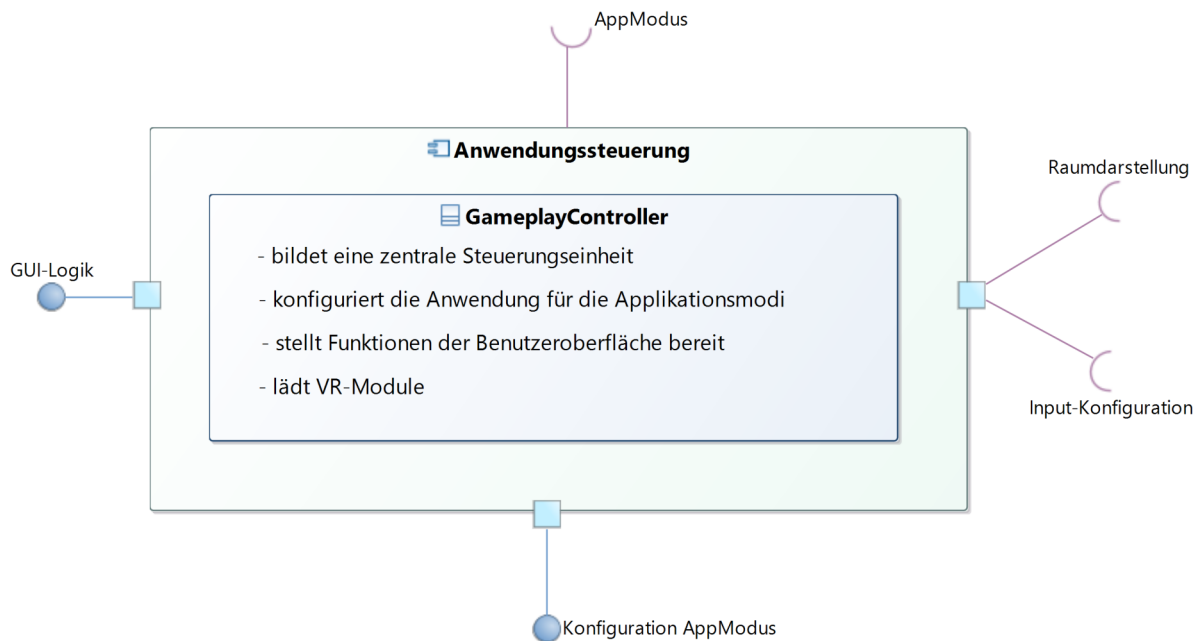 AppModus
Anwendungssteuerung
Raumdarstellung
GameplayController
- bildet eine zentrale Steuerungseinheit
GUI-Logik
- konfiguriert die Anwendung für die Applikationsmodi
- stellt Funktionen der Benutzeroberfläche bereit
- lädt VR-Module
Input-Konfiguration
Konfiguration AppModus